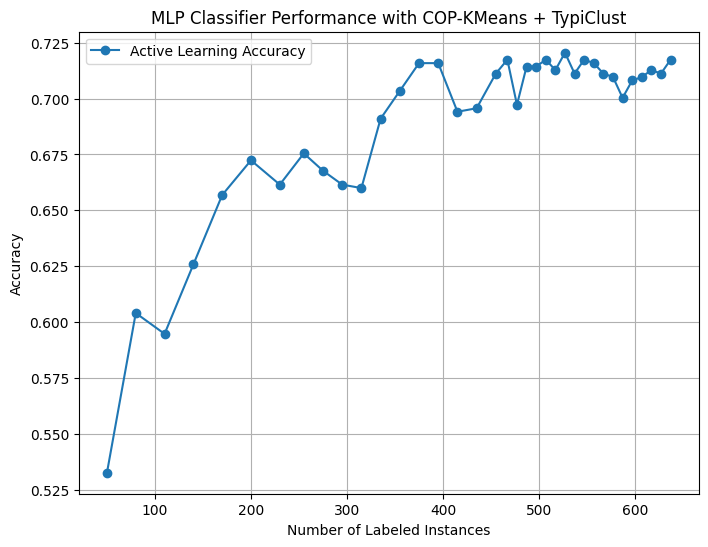 MLP Classifier Performance with COP-KMeans + TypiClust
Active Learning Accuracy
0.725
0.700
0.675
0.650
0.625
0.600
0.575
0.550
0.525
Accuracy
100 200 300 400 500 600
Number of Labeled Instances